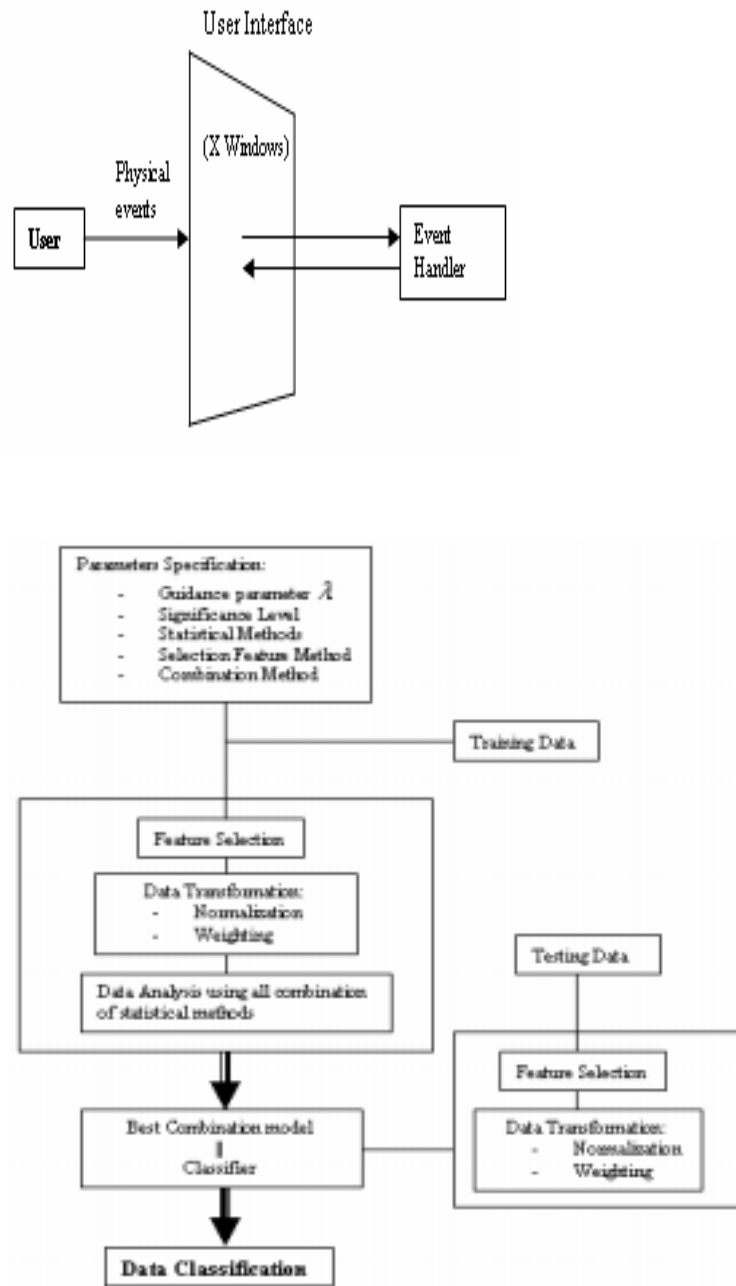 User Interface
(X Windows)
Physical
events
User
Event
Handler
Parameters Specification:
- Guidance parameter λ
- Significance Level
- Statistical Methods
- Selection Feature Method
- Combination Method
Training Data
Feature Selection
Data Transformation:
- Normalization
- Weighting
Data Analysis using all combination
of statistical methods
Testing Data
Feature Selection
Data Transformation:
- Normalization
- Weighting
Best Combination model
||
Classifier
Data Classification